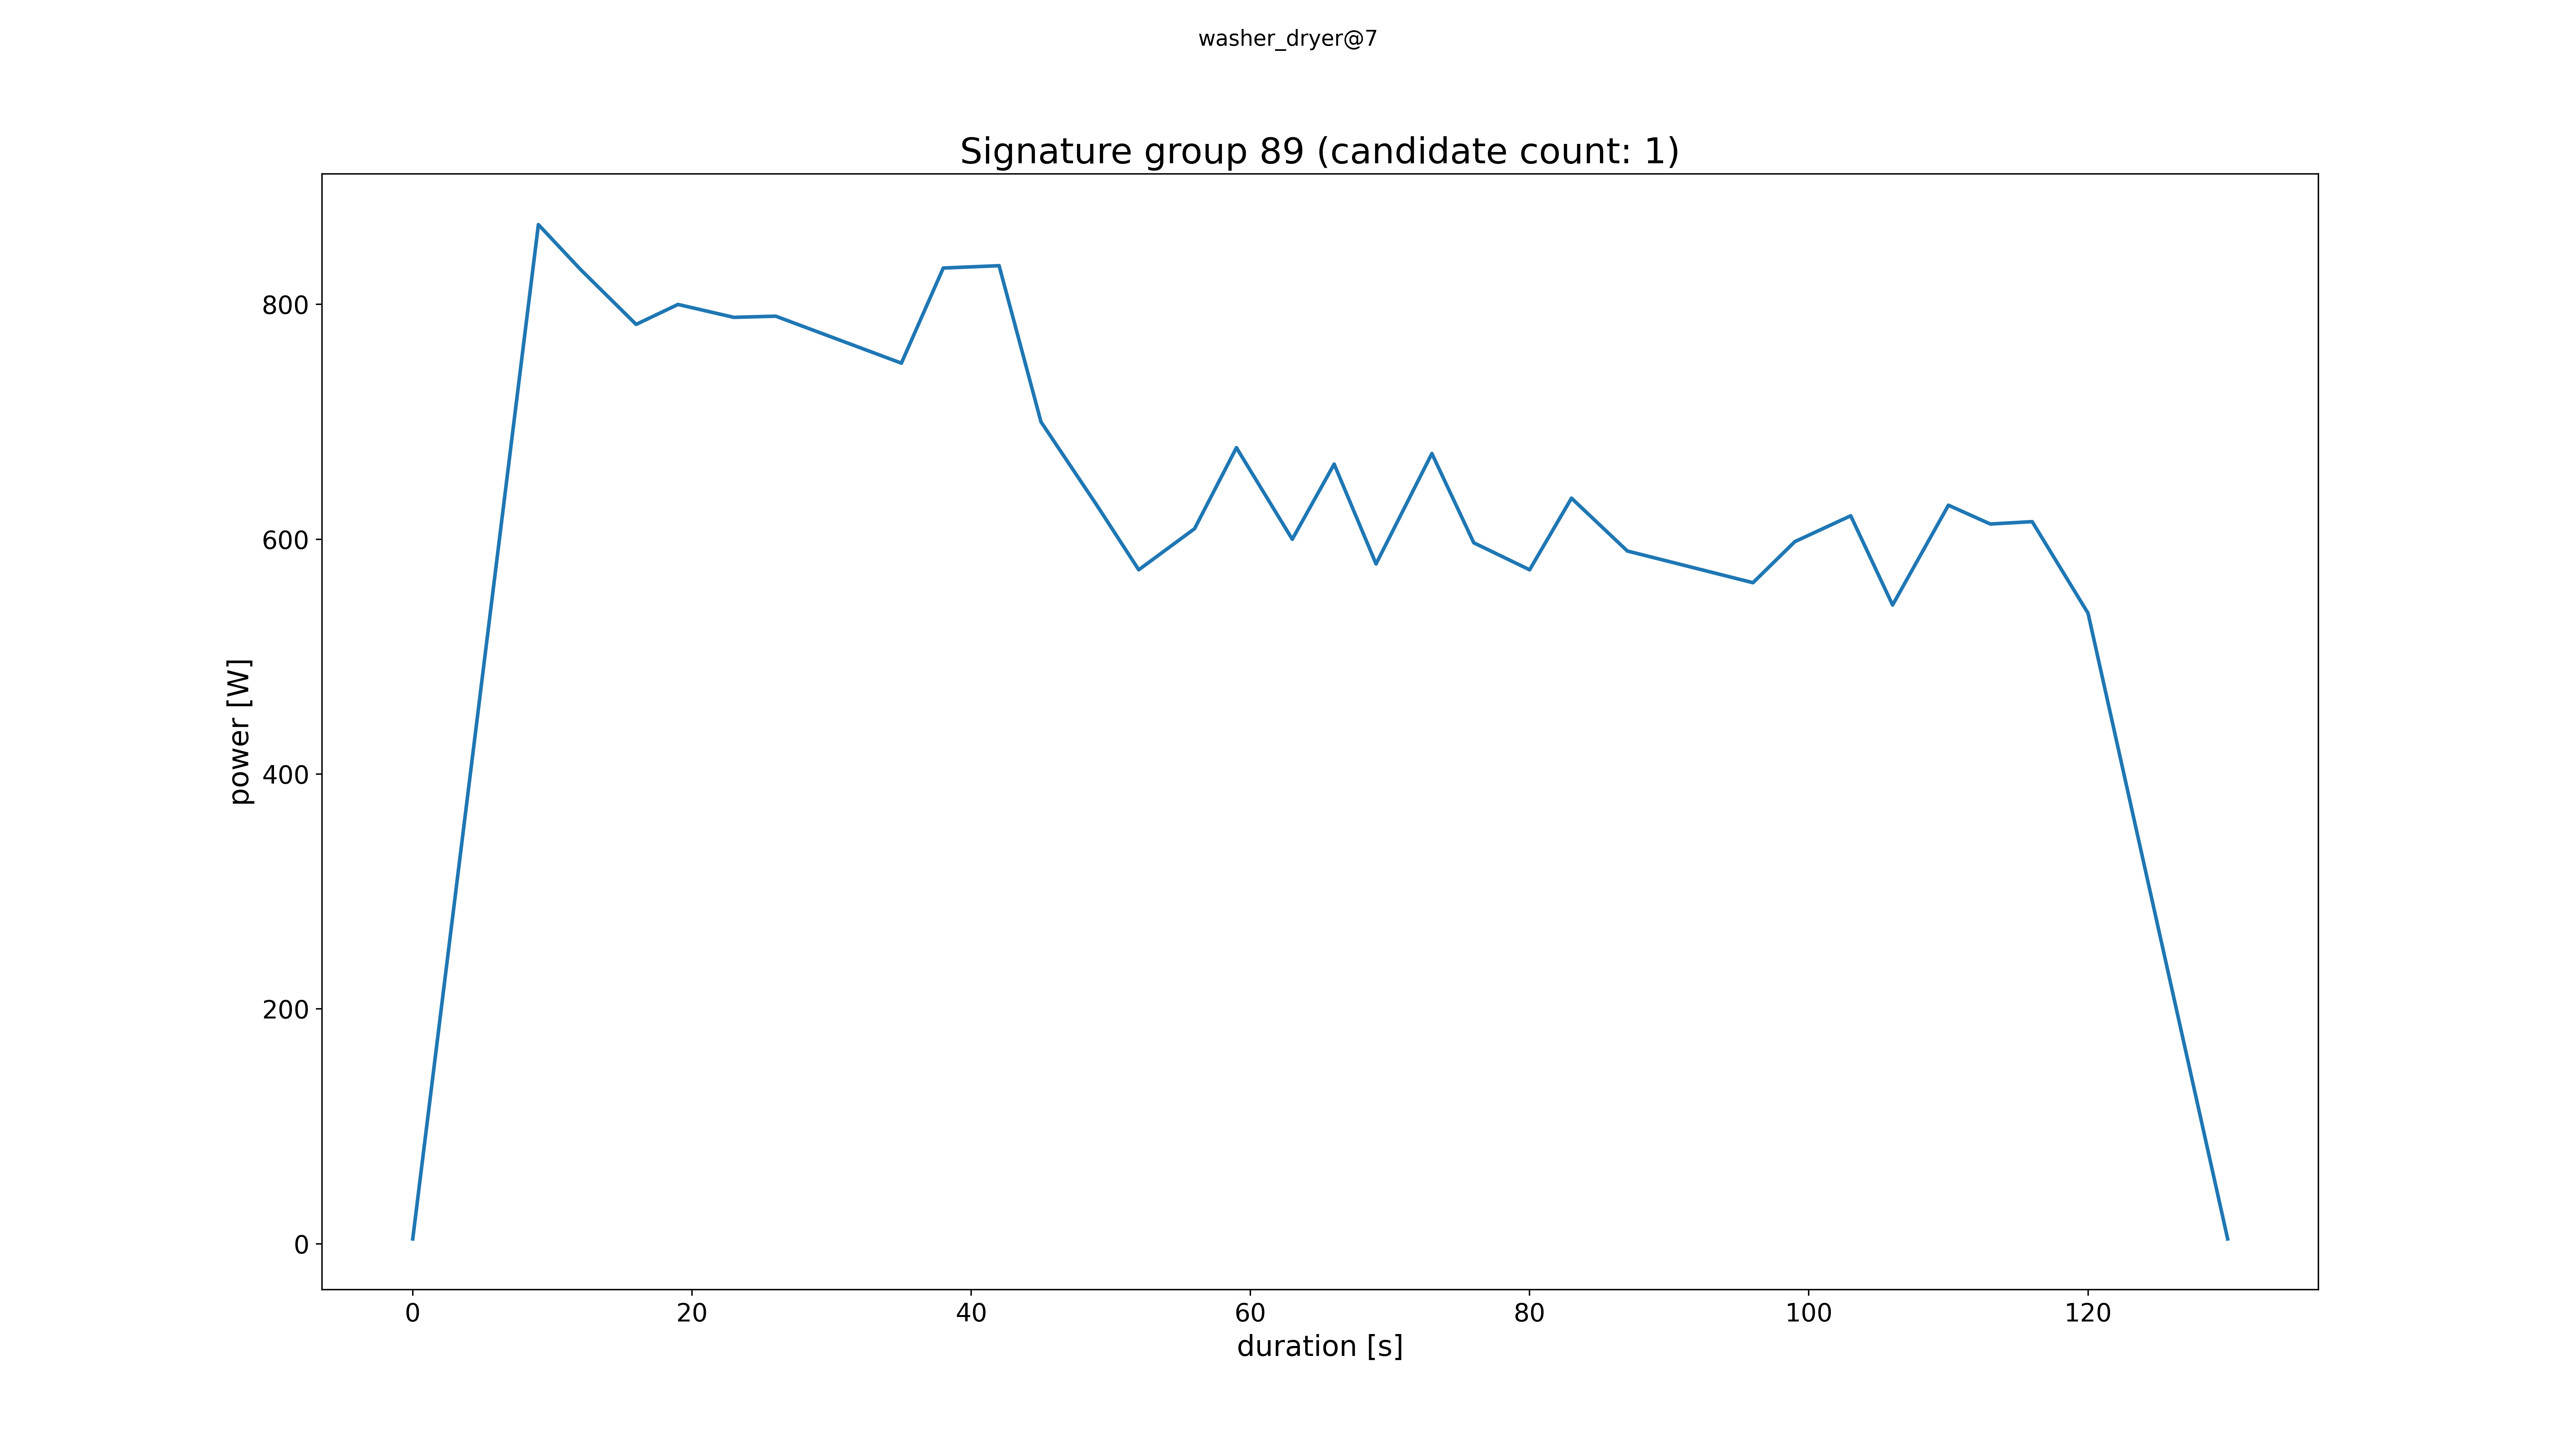 washer_dryer@7
Signature group 89 (candidate count: 1)
800
600
400
200
0
power [W]
0 20 40 60 80 100 120
duration [s]